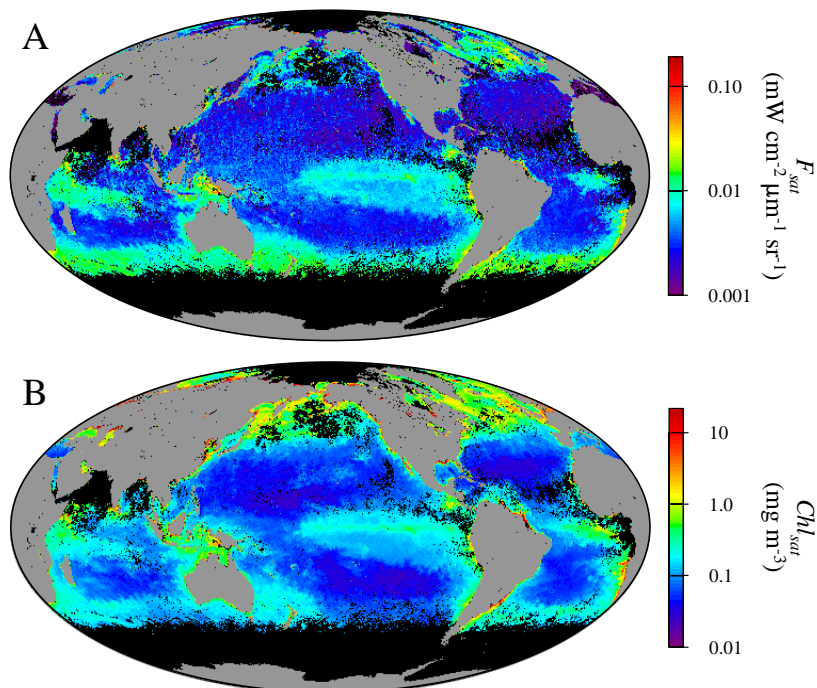 A
0.10
0.01
0.001
F_sat
(mW cm⁻² μm⁻¹ sr⁻¹)
B
10
1.0
0.1
0.01
Chl_sat
(mg m⁻³)